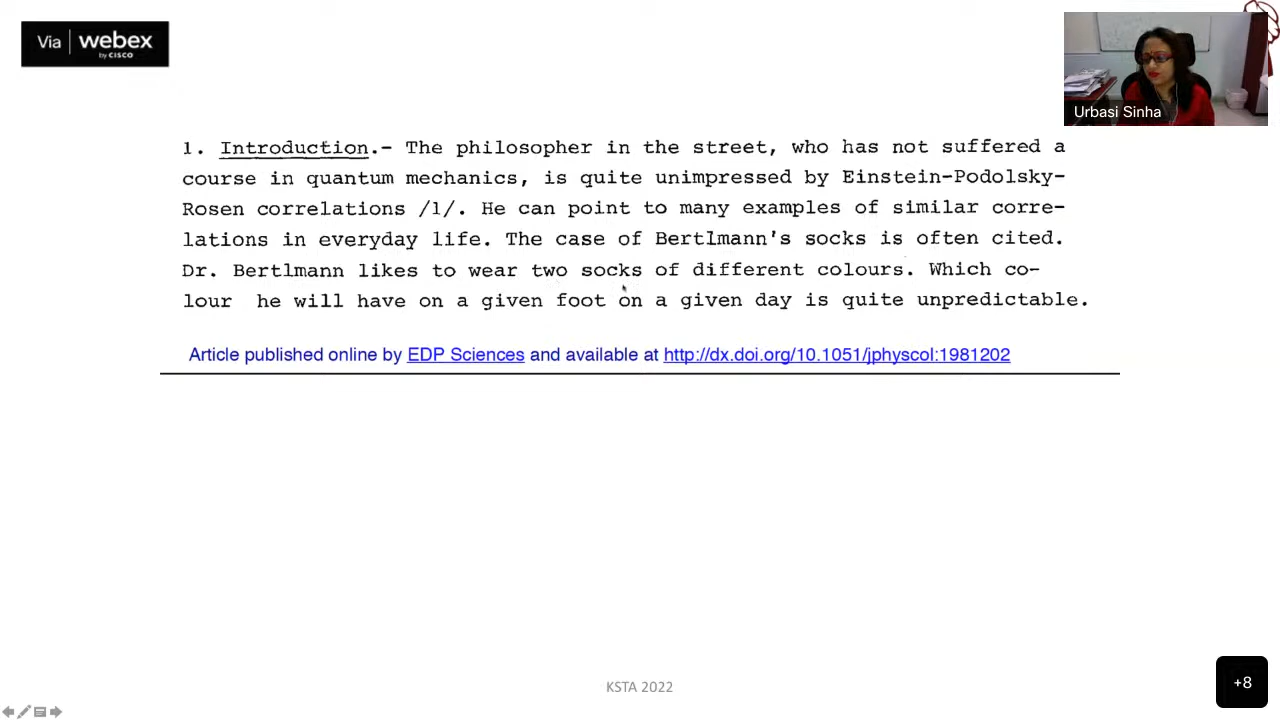 Via | webex
by CISCO
Urbasi Sinha
1. Introduction.- The philosopher in the street, who has not suffered a
course in quantum mechanics, is quite unimpressed by Einstein-Podolsky-
Rosen correlations /1/. He can point to many examples of similar corre-
lations in everyday life. The case of Bertlmann's socks is often cited.
Dr. Bertlmann likes to wear two socks of different colours. Which co-
lour he will have on a given foot on a given day is quite unpredictable.
Article published online by EDP Sciences and available at http://dx.doi.org/10.1051/jphyscol:1981202
KSTA 2022
+8